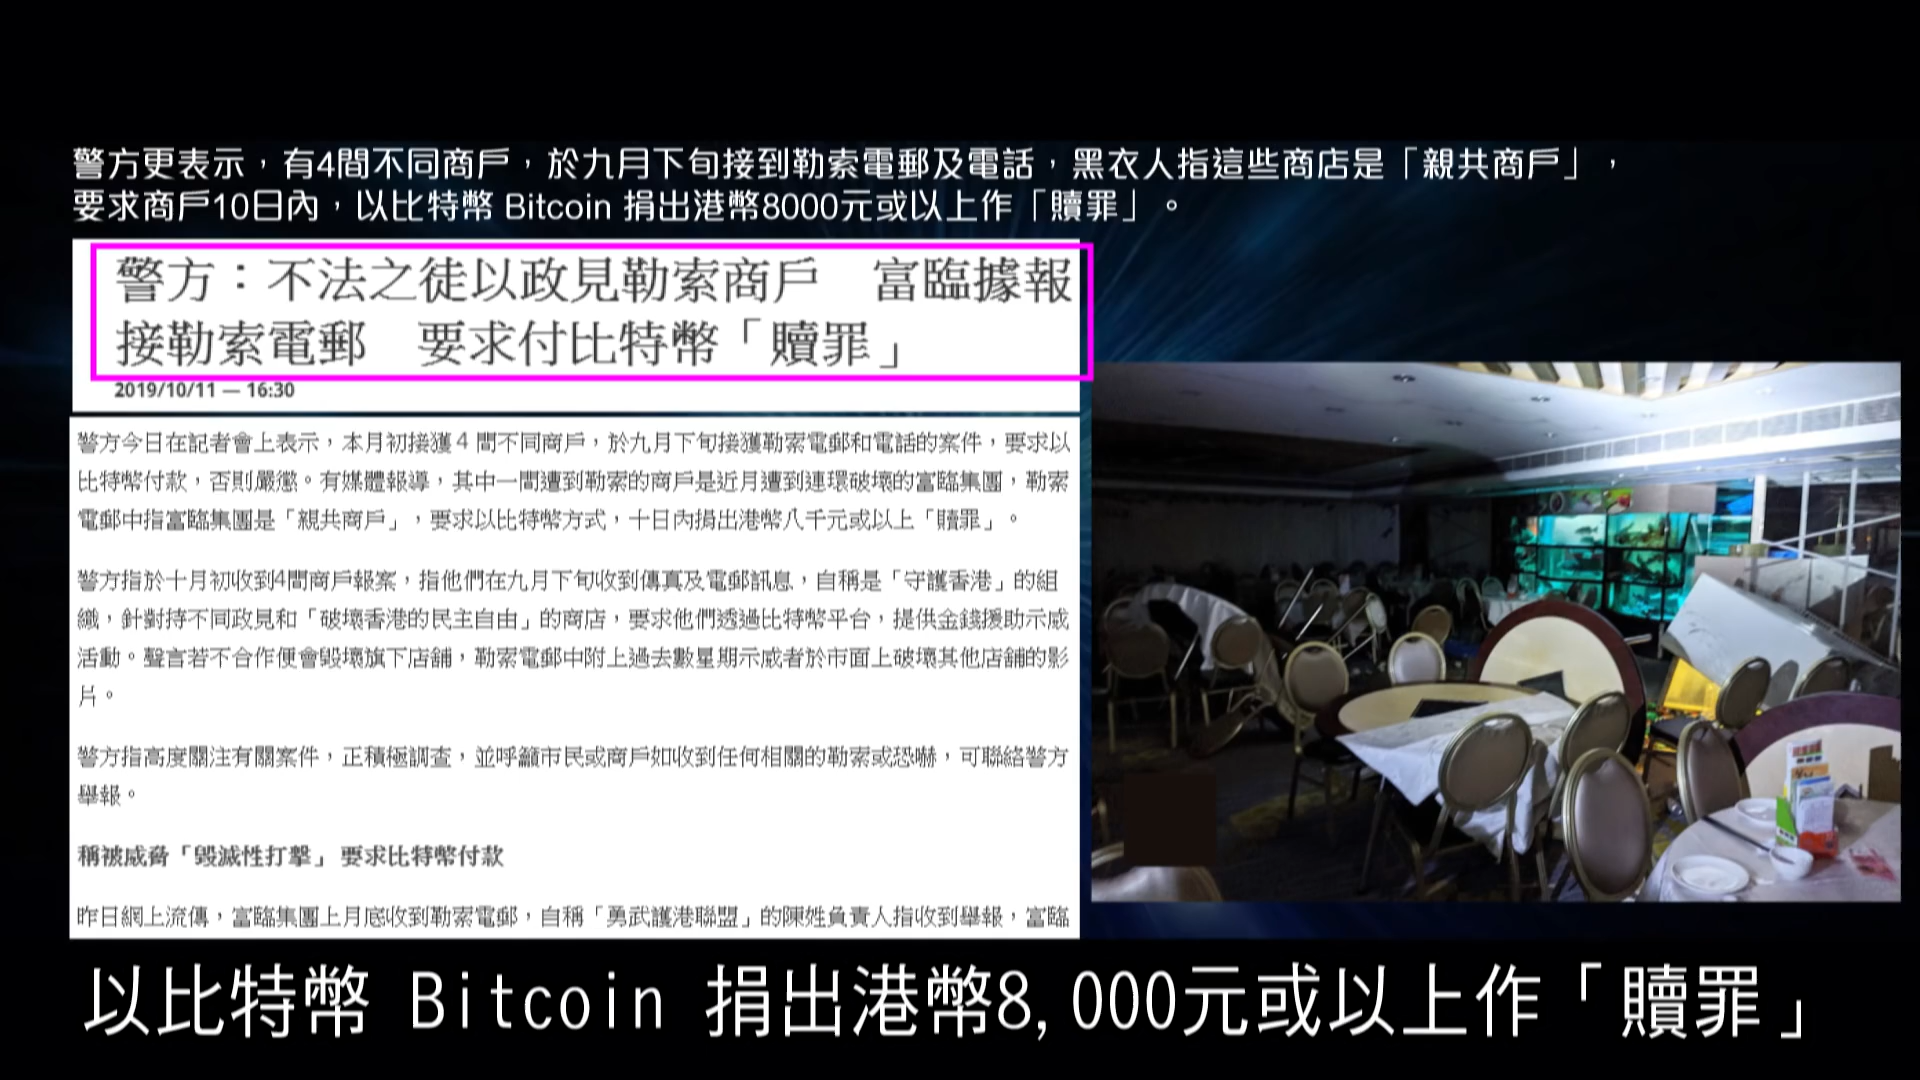 警方更表示，有4間不同商戶，於九月下旬接到勒索電郵及電話，黑衣人指這些商店是「親共商戶」，
要求商戶10日內，以比特幣 Bitcoin 捐出港幣8000元或以上作「贖罪」。
警方：不法之徒以政見勒索商戶　富臨據報
接勒索電郵　要求付比特幣「贖罪」
2019/10/11 — 16:30
警方今日在記者會上表示，本月初接獲 4 間不同商戶，於九月下旬接獲勒索電郵和電話的案件，要求以
比特幣付款，否則嚴懲。有媒體報導，其中一間遭到勒索的商戶是近月遭到連環破壞的富臨集團，勒索
電郵中指富臨集團是「親共商戶」，要求以比特幣方式，十日內捐出港幣八千元或以上「贖罪」。
警方指於十月初收到4間商戶報案，指他們在九月下旬收到傳真及電郵訊息，自稱是「守護香港」的組
織，針對持不同政見和「破壞香港的民主自由」的商店，要求他們透過比特幣平台，提供金錢援助示威
活動。聲言若不合作便會毀壞旗下店舖，勒索電郵中附上過去數星期示威者於市面上破壞其他店舖的影
片。
警方指高度關注有關案件，正積極調查，並呼籲市民或商戶如收到任何相關的勒索或恐嚇，可聯絡警方
舉報。
稱被威脅「毀滅性打擊」 要求比特幣付款
昨日網上流傳，富臨集團上月底收到勒索電郵，自稱「勇武護港聯盟」的陳姓負責人指收到舉報，富臨
以比特幣 Bitcoin 捐出港幣8,000元或以上作「贖罪」